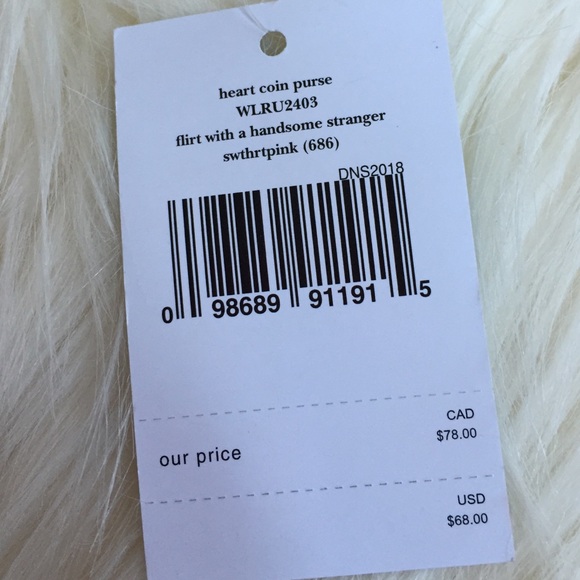 heart coin purse
WLRU2403
flirt with a handsome stranger
swthrtpink (686)
DNS2018
0 98689 91191 5
CAD
$78.00
our price
USD
$68.00